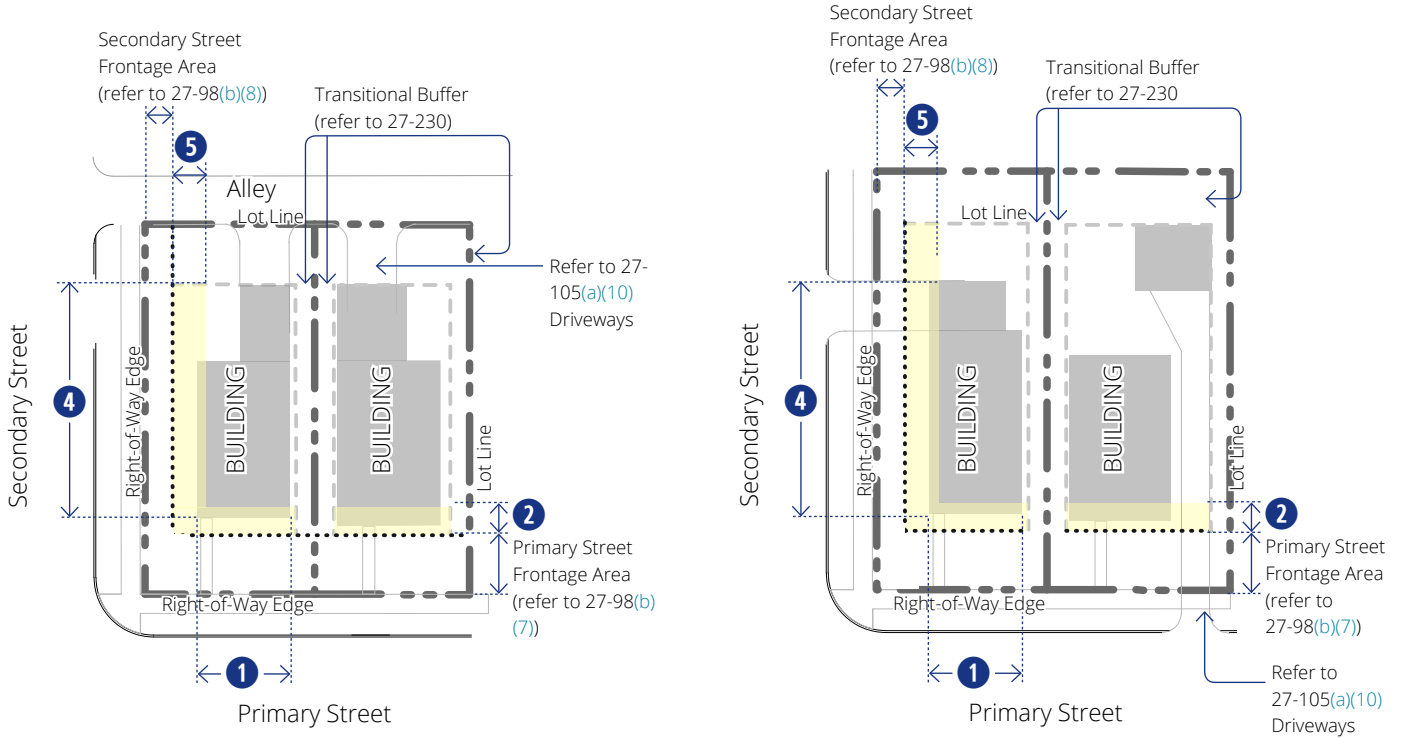 Secondary Street
Frontage Area
(refer to 27-98(b)(8))
Transitional Buffer
(refer to 27-230)
5
Alley
Lot Line
Refer to 27-
105(a)(10)
Driveways
Secondary Street
4
Right-of-Way Edge
BUILDING
BUILDING
Lot Line
2
Primary Street
Frontage Area
(refer to 27-98(b)
(7))
Right-of-Way Edge
1
Primary Street
Secondary Street
Frontage Area
(refer to 27-98(b)(8))
Transitional Buffer
(refer to 27-230
5
Lot Line
Secondary Street
4
Right-of-Way Edge
BUILDING
BUILDING
Lot Line
2
Primary Street
Frontage Area
(refer to
27-98(b)(7))
Right-of-Way Edge
1
Refer to
27-105(a)(10)
Driveways
Primary Street